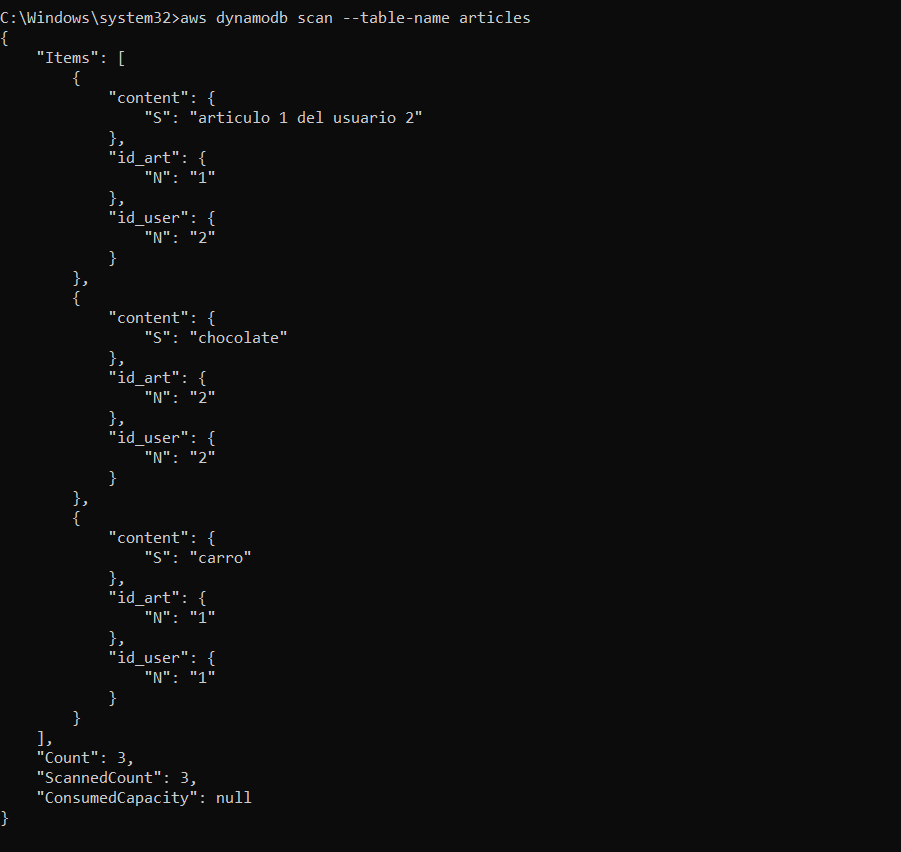 C:\Windows\system32>aws dynamodb scan --table-name articles
{
    "Items": [
        {
            "content": {
                "S": "articulo 1 del usuario 2"
            },
            "id_art": {
                "N": "1"
            },
            "id_user": {
                "N": "2"
            }
        },
        {
            "content": {
                "S": "chocolate"
            },
            "id_art": {
                "N": "2"
            },
            "id_user": {
                "N": "2"
            }
        },
        {
            "content": {
                "S": "carro"
            },
            "id_art": {
                "N": "1"
            },
            "id_user": {
                "N": "1"
            }
        }
    ],
    "Count": 3,
    "ScannedCount": 3,
    "ConsumedCapacity": null
}